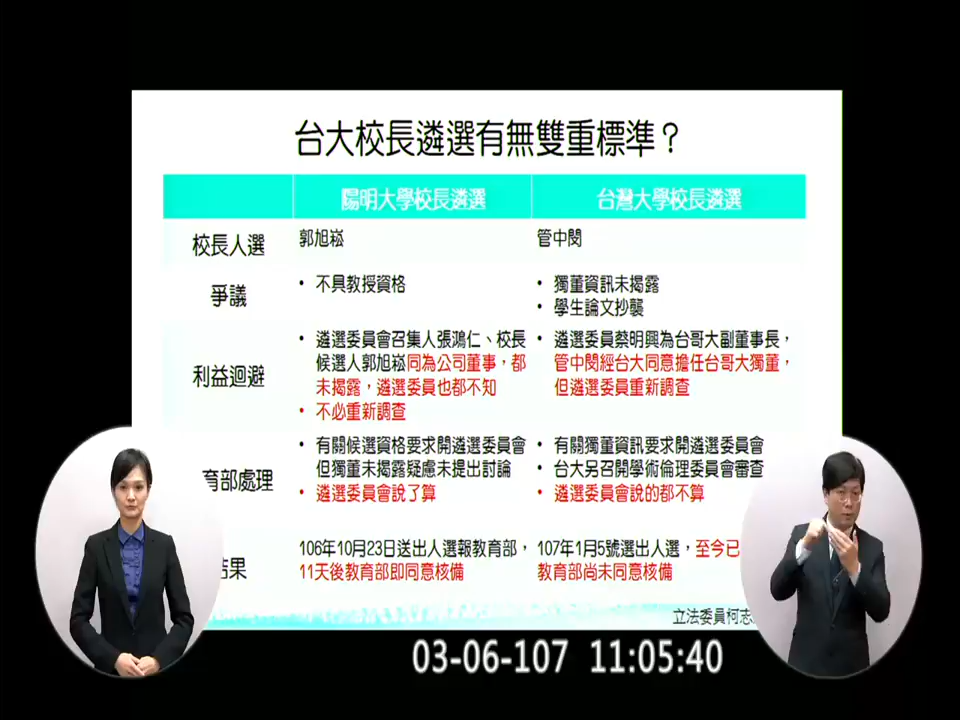 台大校長遴選有無雙重標準？
陽明大學校長遴選
台灣大學校長遴選
校長人選
郭旭崧
管中閔
爭議
• 不具教授資格
• 獨董資訊未揭露
• 學生論文抄襲
利益迴避
• 遴選委員會召集人張鴻仁、校長
候選人郭旭崧同為公司董事，都
未揭露，遴選委員也都不知
• 不必重新調查
• 遴選委員蔡明興為台哥大副董事長，
管中閔經台大同意擔任台哥大獨董，
但遴選委員重新調查
育部處理
• 有關候選資格要求開遴選委員會
但獨董未揭露疑慮未提出討論
• 遴選委員會說了算
• 有關獨董資訊要求開遴選委員會
• 台大另召開學術倫理委員會審查
• 遴選委員會說的都不算
結果
106年10月23日送出人選報教育部，
11天後教育部即同意核備
107年1月5號選出人選，至今已
教育部尚未同意核備
立法委員柯志
03-06-107 11:05:40